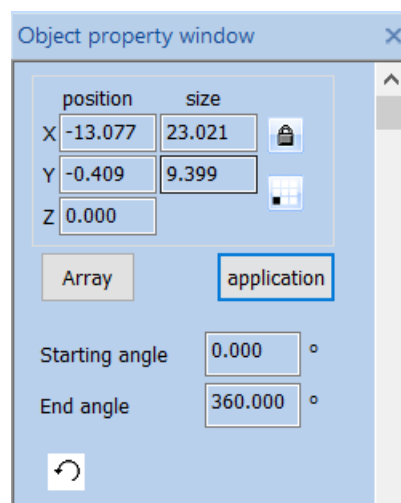 Object property window
position size
X -13.077 23.021
Y -0.409 9.399
Z 0.000
Array application
Starting angle 0.000 °
End angle 360.000 °